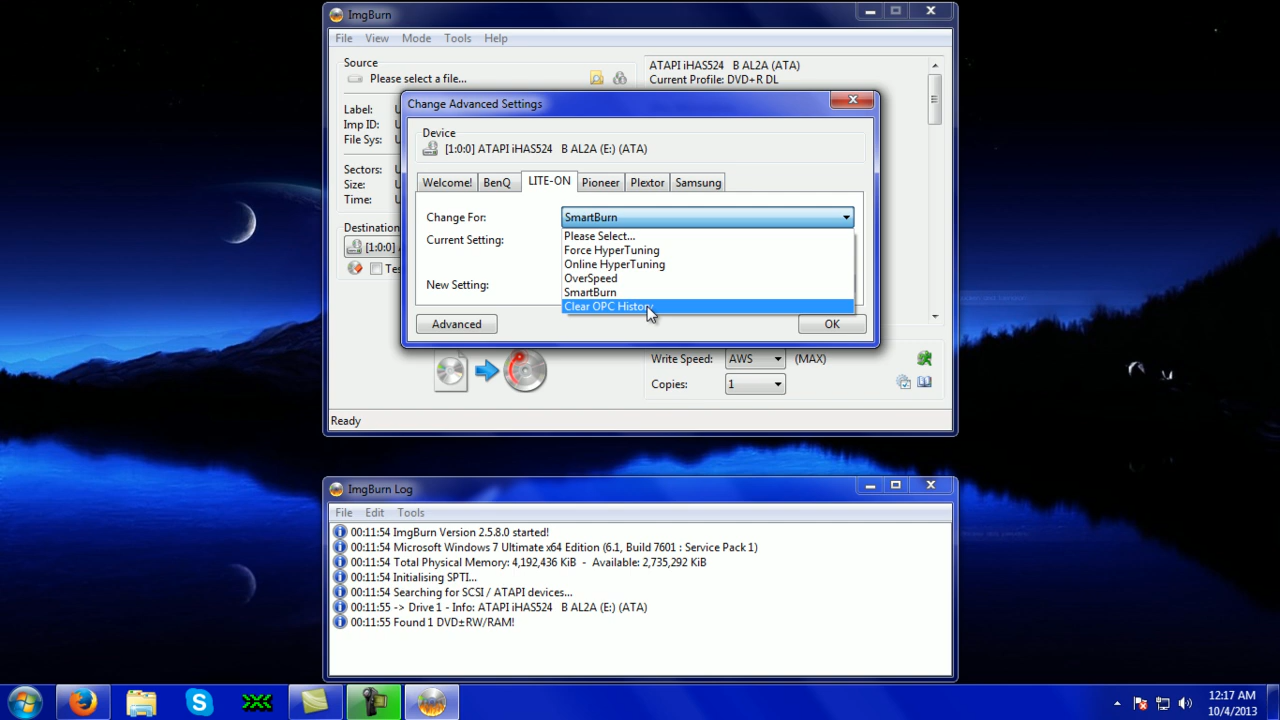 ImgBurn
File View Mode Tools Help
Source
Please select a file...
ATAPI iHAS524 B AL2A (ATA)
Current Profile: DVD+R DL
Label: U
Imp ID: U
File Sys: U
Sectors: U
Size: U
Time: U
Destination
[1:0:0]
Change Advanced Settings
Device
[1:0:0] ATAPI iHAS524 B AL2A (E:) (ATA)
Welcome! BenQ LITE-ON Pioneer Plextor Samsung
Change For: SmartBurn
Current Setting:
New Setting:
Please Select...
Force HyperTuning
Online HyperTuning
OverSpeed
SmartBurn
Clear OPC History
Advanced OK
Write Speed: AWS (MAX)
Copies: 1
Ready
ImgBurn Log
File Edit Tools
00:11:54 ImgBurn Version 2.5.8.0 started!
00:11:54 Microsoft Windows 7 Ultimate x64 Edition (6.1, Build 7601 : Service Pack 1)
00:11:54 Total Physical Memory: 4,192,436 KiB - Available: 2,735,292 KiB
00:11:54 Initialising SPTI...
00:11:54 Searching for SCSI / ATAPI devices...
00:11:55 -> Drive 1 - Info: ATAPI iHAS524 B AL2A (E:) (ATA)
00:11:55 Found 1 DVD±RW/RAM!
12:17 AM
10/4/2013